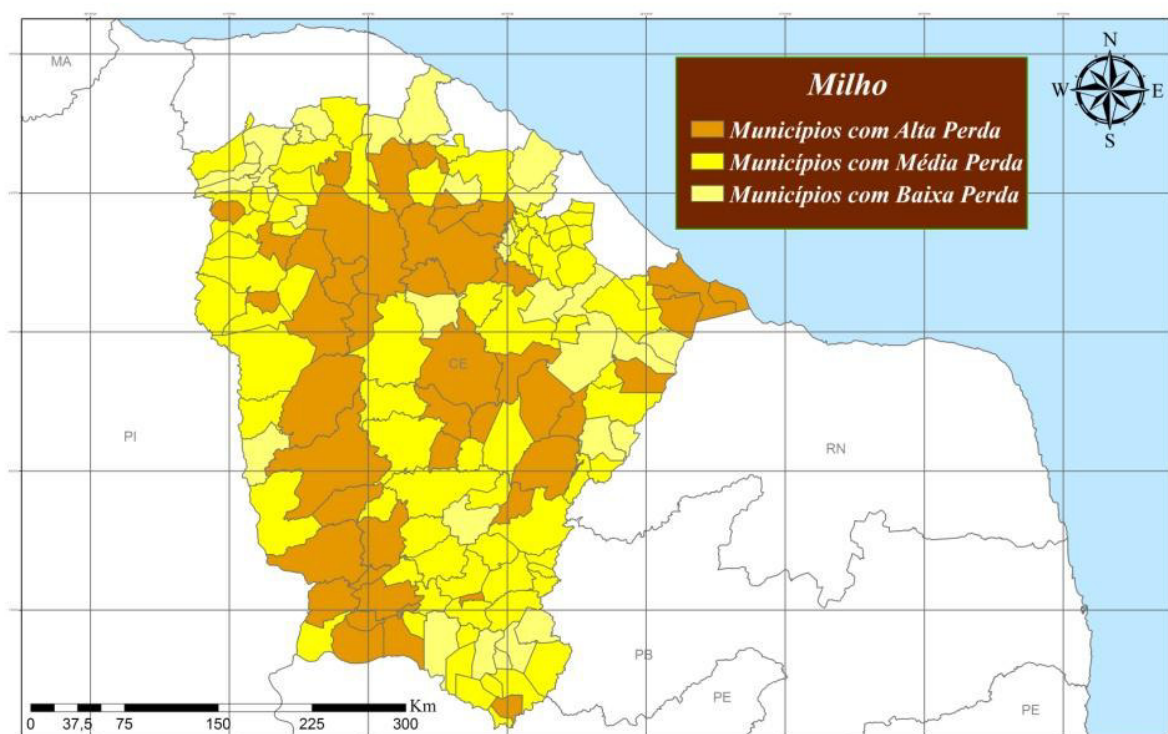 MA
N
W E
S
Milho
Municípios com Alta Perda
Municípios com Média Perda
Municípios com Baixa Perda
CE
PI
RN
PB
PE
PE
Km
0 37,5 75 150 225 300